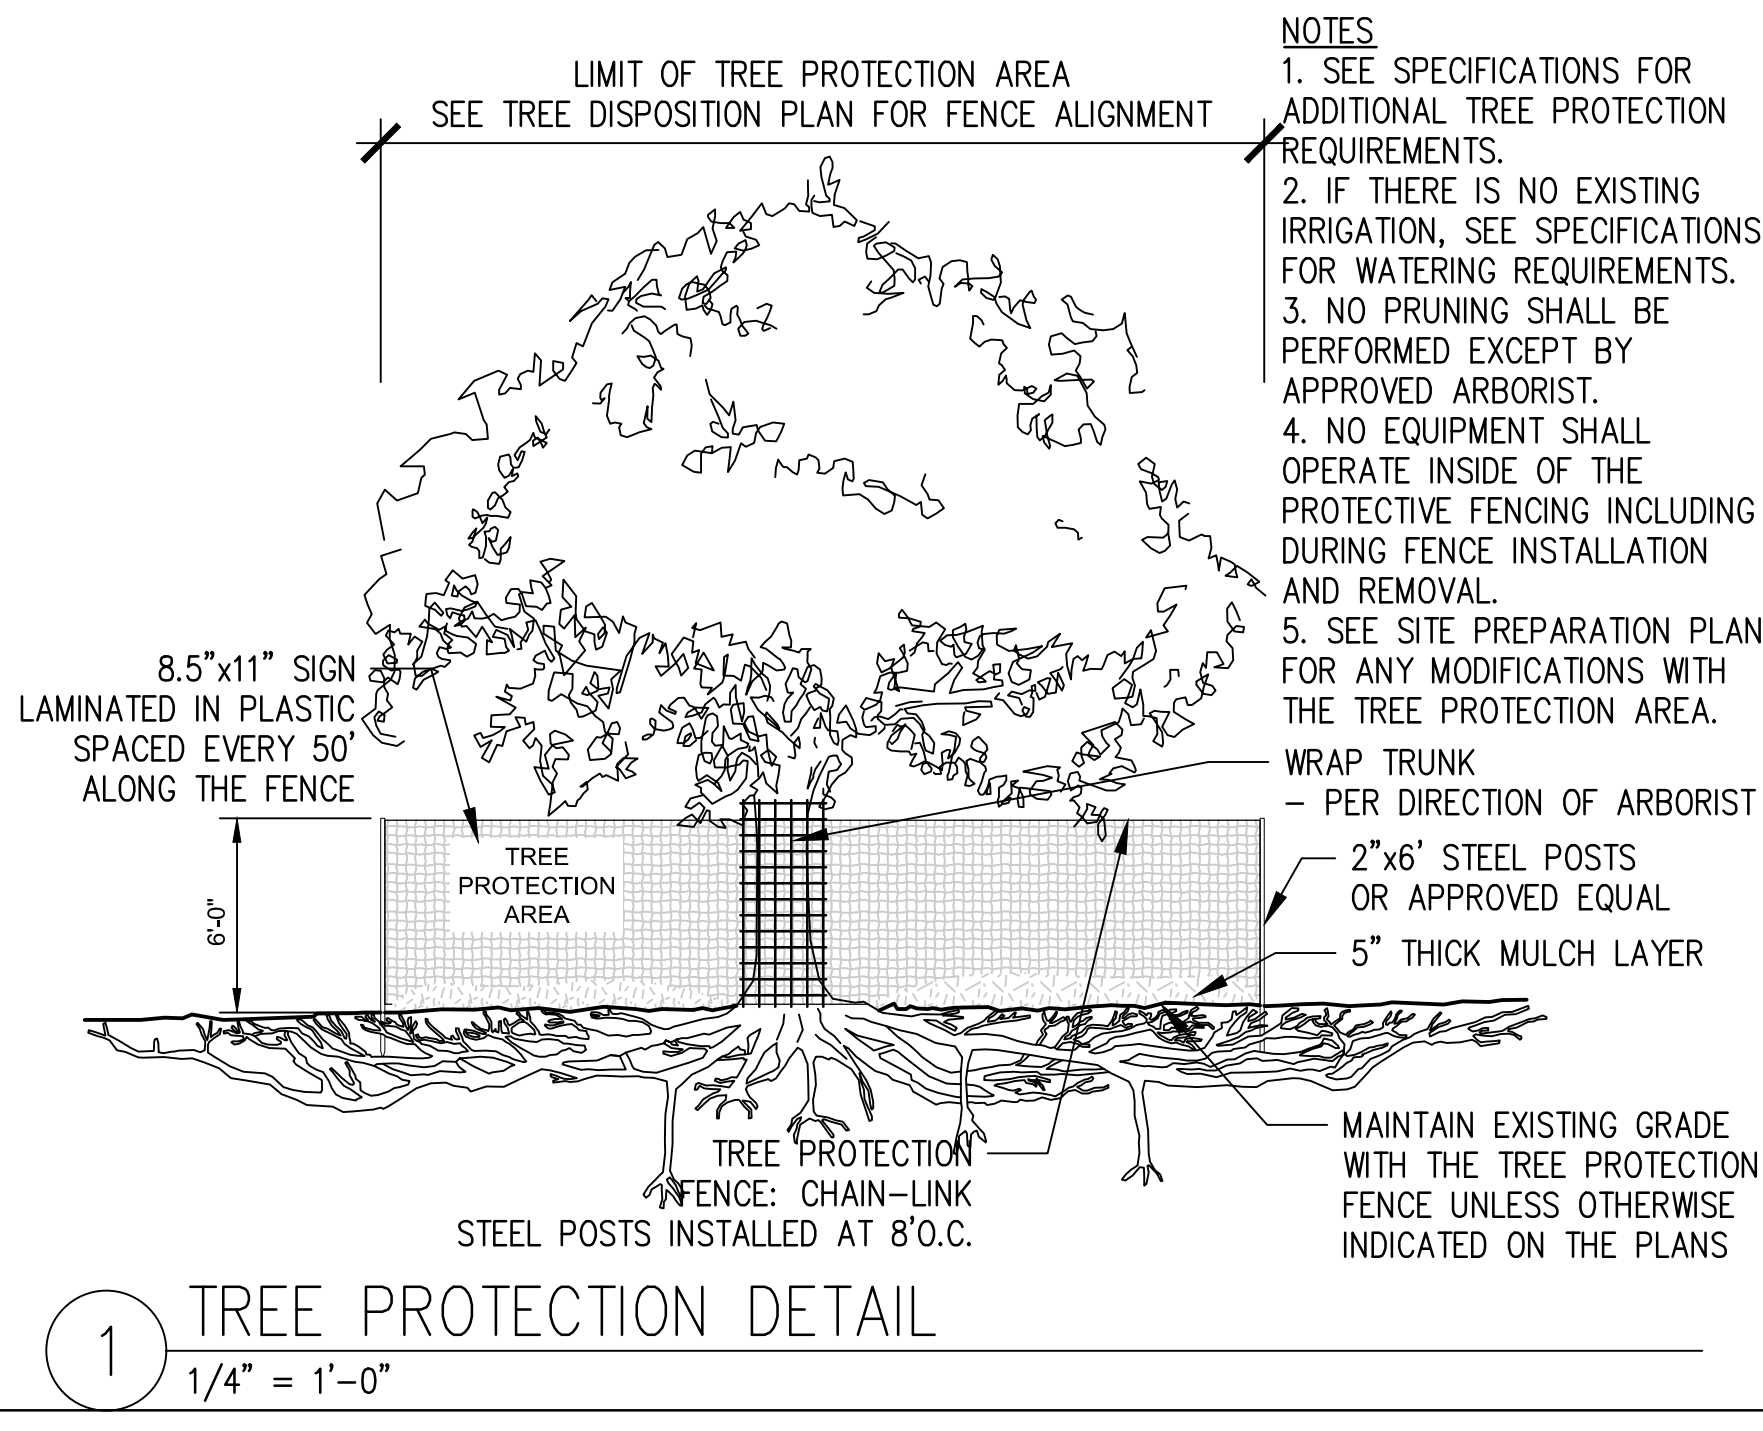 LIMIT OF TREE PROTECTION AREA
SEE TREE DISPOSITION PLAN FOR FENCE ALIGNMENT
NOTES
1. SEE SPECIFICATIONS FOR
ADDITIONAL TREE PROTECTION
REQUIREMENTS.
2. IF THERE IS NO EXISTING
IRRIGATION, SEE SPECIFICATIONS
FOR WATERING REQUIREMENTS.
3. NO PRUNING SHALL BE
PERFORMED EXCEPT BY
APPROVED ARBORIST.
4. NO EQUIPMENT SHALL
OPERATE INSIDE OF THE
PROTECTIVE FENCING INCLUDING
DURING FENCE INSTALLATION
AND REMOVAL.
5. SEE SITE PREPARATION PLAN
FOR ANY MODIFICATIONS WITH
THE TREE PROTECTION AREA.
8.5"x11" SIGN
LAMINATED IN PLASTIC
SPACED EVERY 50'
ALONG THE FENCE
WRAP TRUNK
- PER DIRECTION OF ARBORIST
2"x6' STEEL POSTS
OR APPROVED EQUAL
5" THICK MULCH LAYER
TREE
PROTECTION
AREA
6'-0"
MAINTAIN EXISTING GRADE
WITH THE TREE PROTECTION
FENCE UNLESS OTHERWISE
INDICATED ON THE PLANS
TREE PROTECTION
FENCE: CHAIN-LINK
STEEL POSTS INSTALLED AT 8'O.C.
1
TREE PROTECTION DETAIL
1/4" = 1'-0"